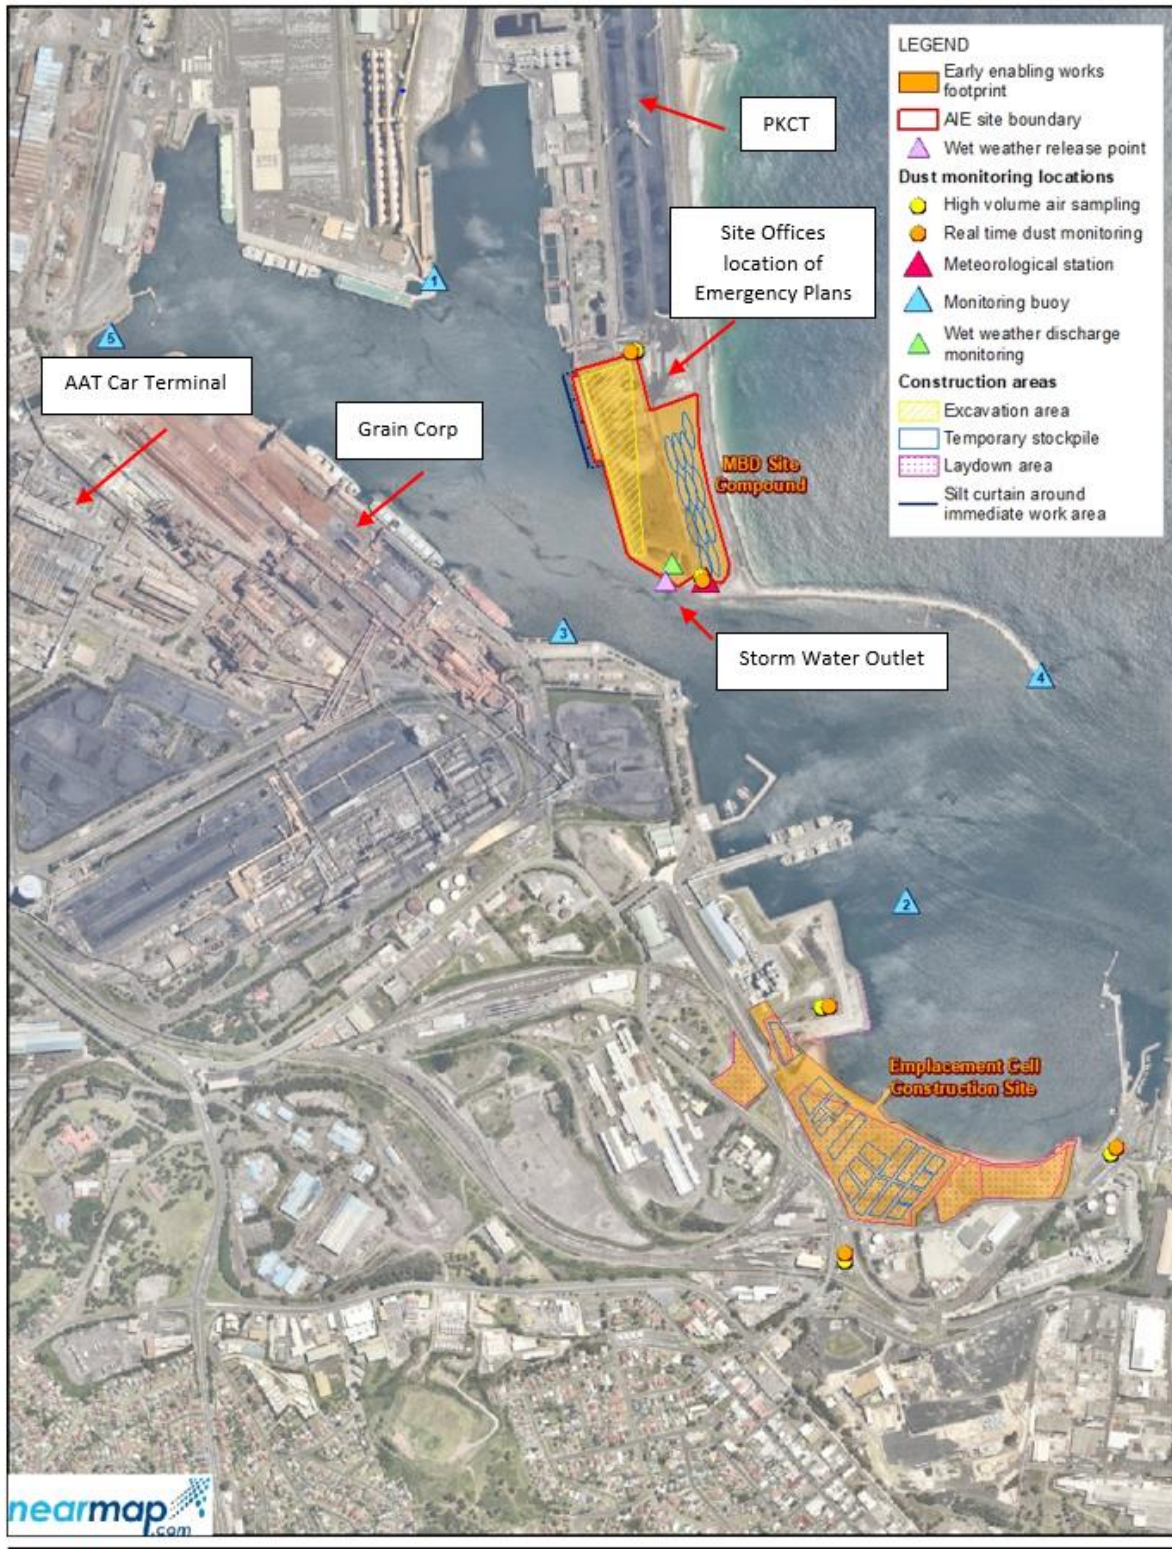 LEGEND
Early enabling works
footprint
AIE site boundary
Wet weather release point
Dust monitoring locations
High volume air sampling
Real time dust monitoring
Meteorological station
Monitoring buoy
Wet weather discharge
monitoring
Construction areas
Excavation area
Temporary stockpile
Laydown area
Silt curtain around
immediate work area
PKCT
Site Offices
location of
Emergency Plans
1
5
AAT Car Terminal
Grain Corp
MBD Site
Compound
3
Storm Water Outlet
4
2
Emplacement Cell
Construction Site
nearmap
.com